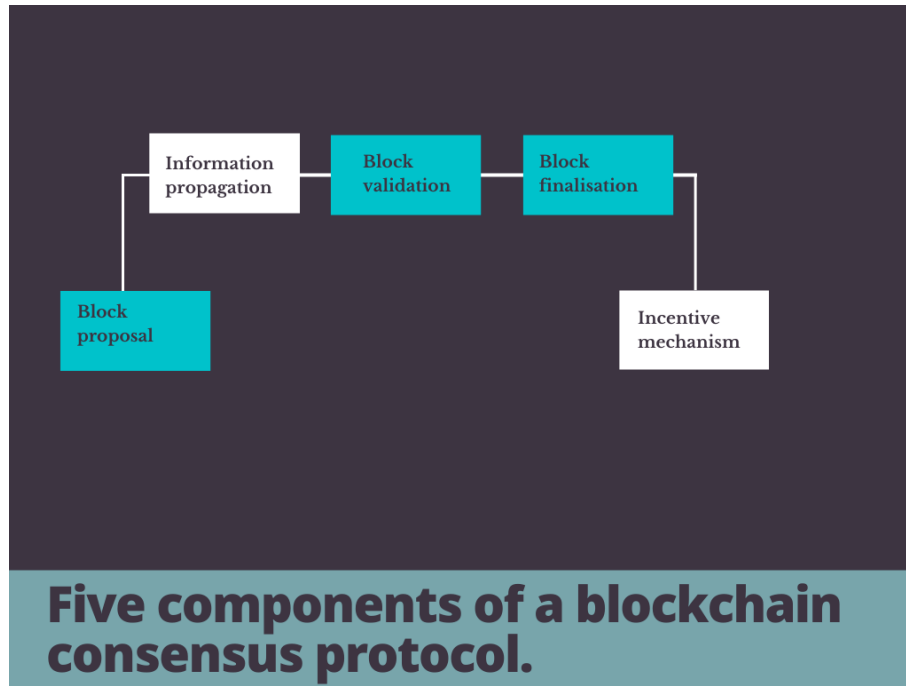 Information
propagation
Block
validation
Block
finalisation
Block
proposal
Incentive
mechanism
Five components of a blockchain
consensus protocol.